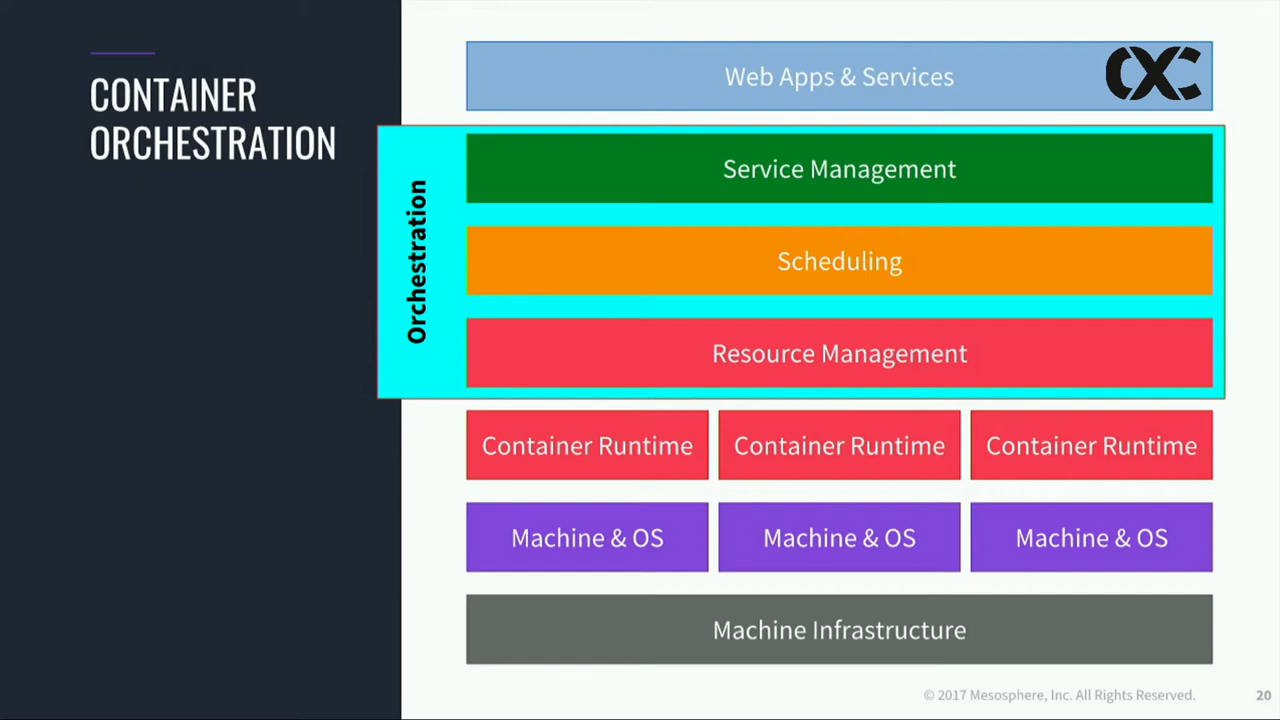 CONTAINER
ORCHESTRATION
Web Apps & Services
CXC
Orchestration
Service Management
Scheduling
Resource Management
Container Runtime Container Runtime Container Runtime
Machine & OS Machine & OS Machine & OS
Machine Infrastructure
© 2017 Mesosphere, Inc. All Rights Reserved. 20